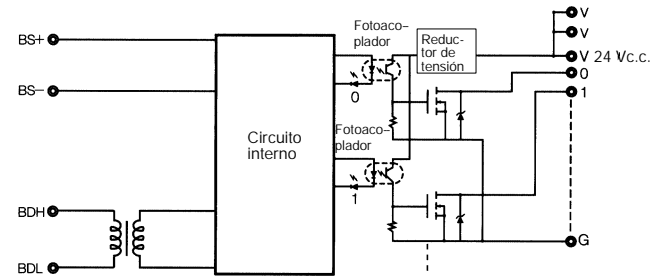 BS+
BS−
BDH
BDL
Circuito
interno
Fotoaco-
plador
0
Fotoaco-
plador
1
Reduc-
tor de
tensión
V
V
V 24 Vc.c.
0
1
G